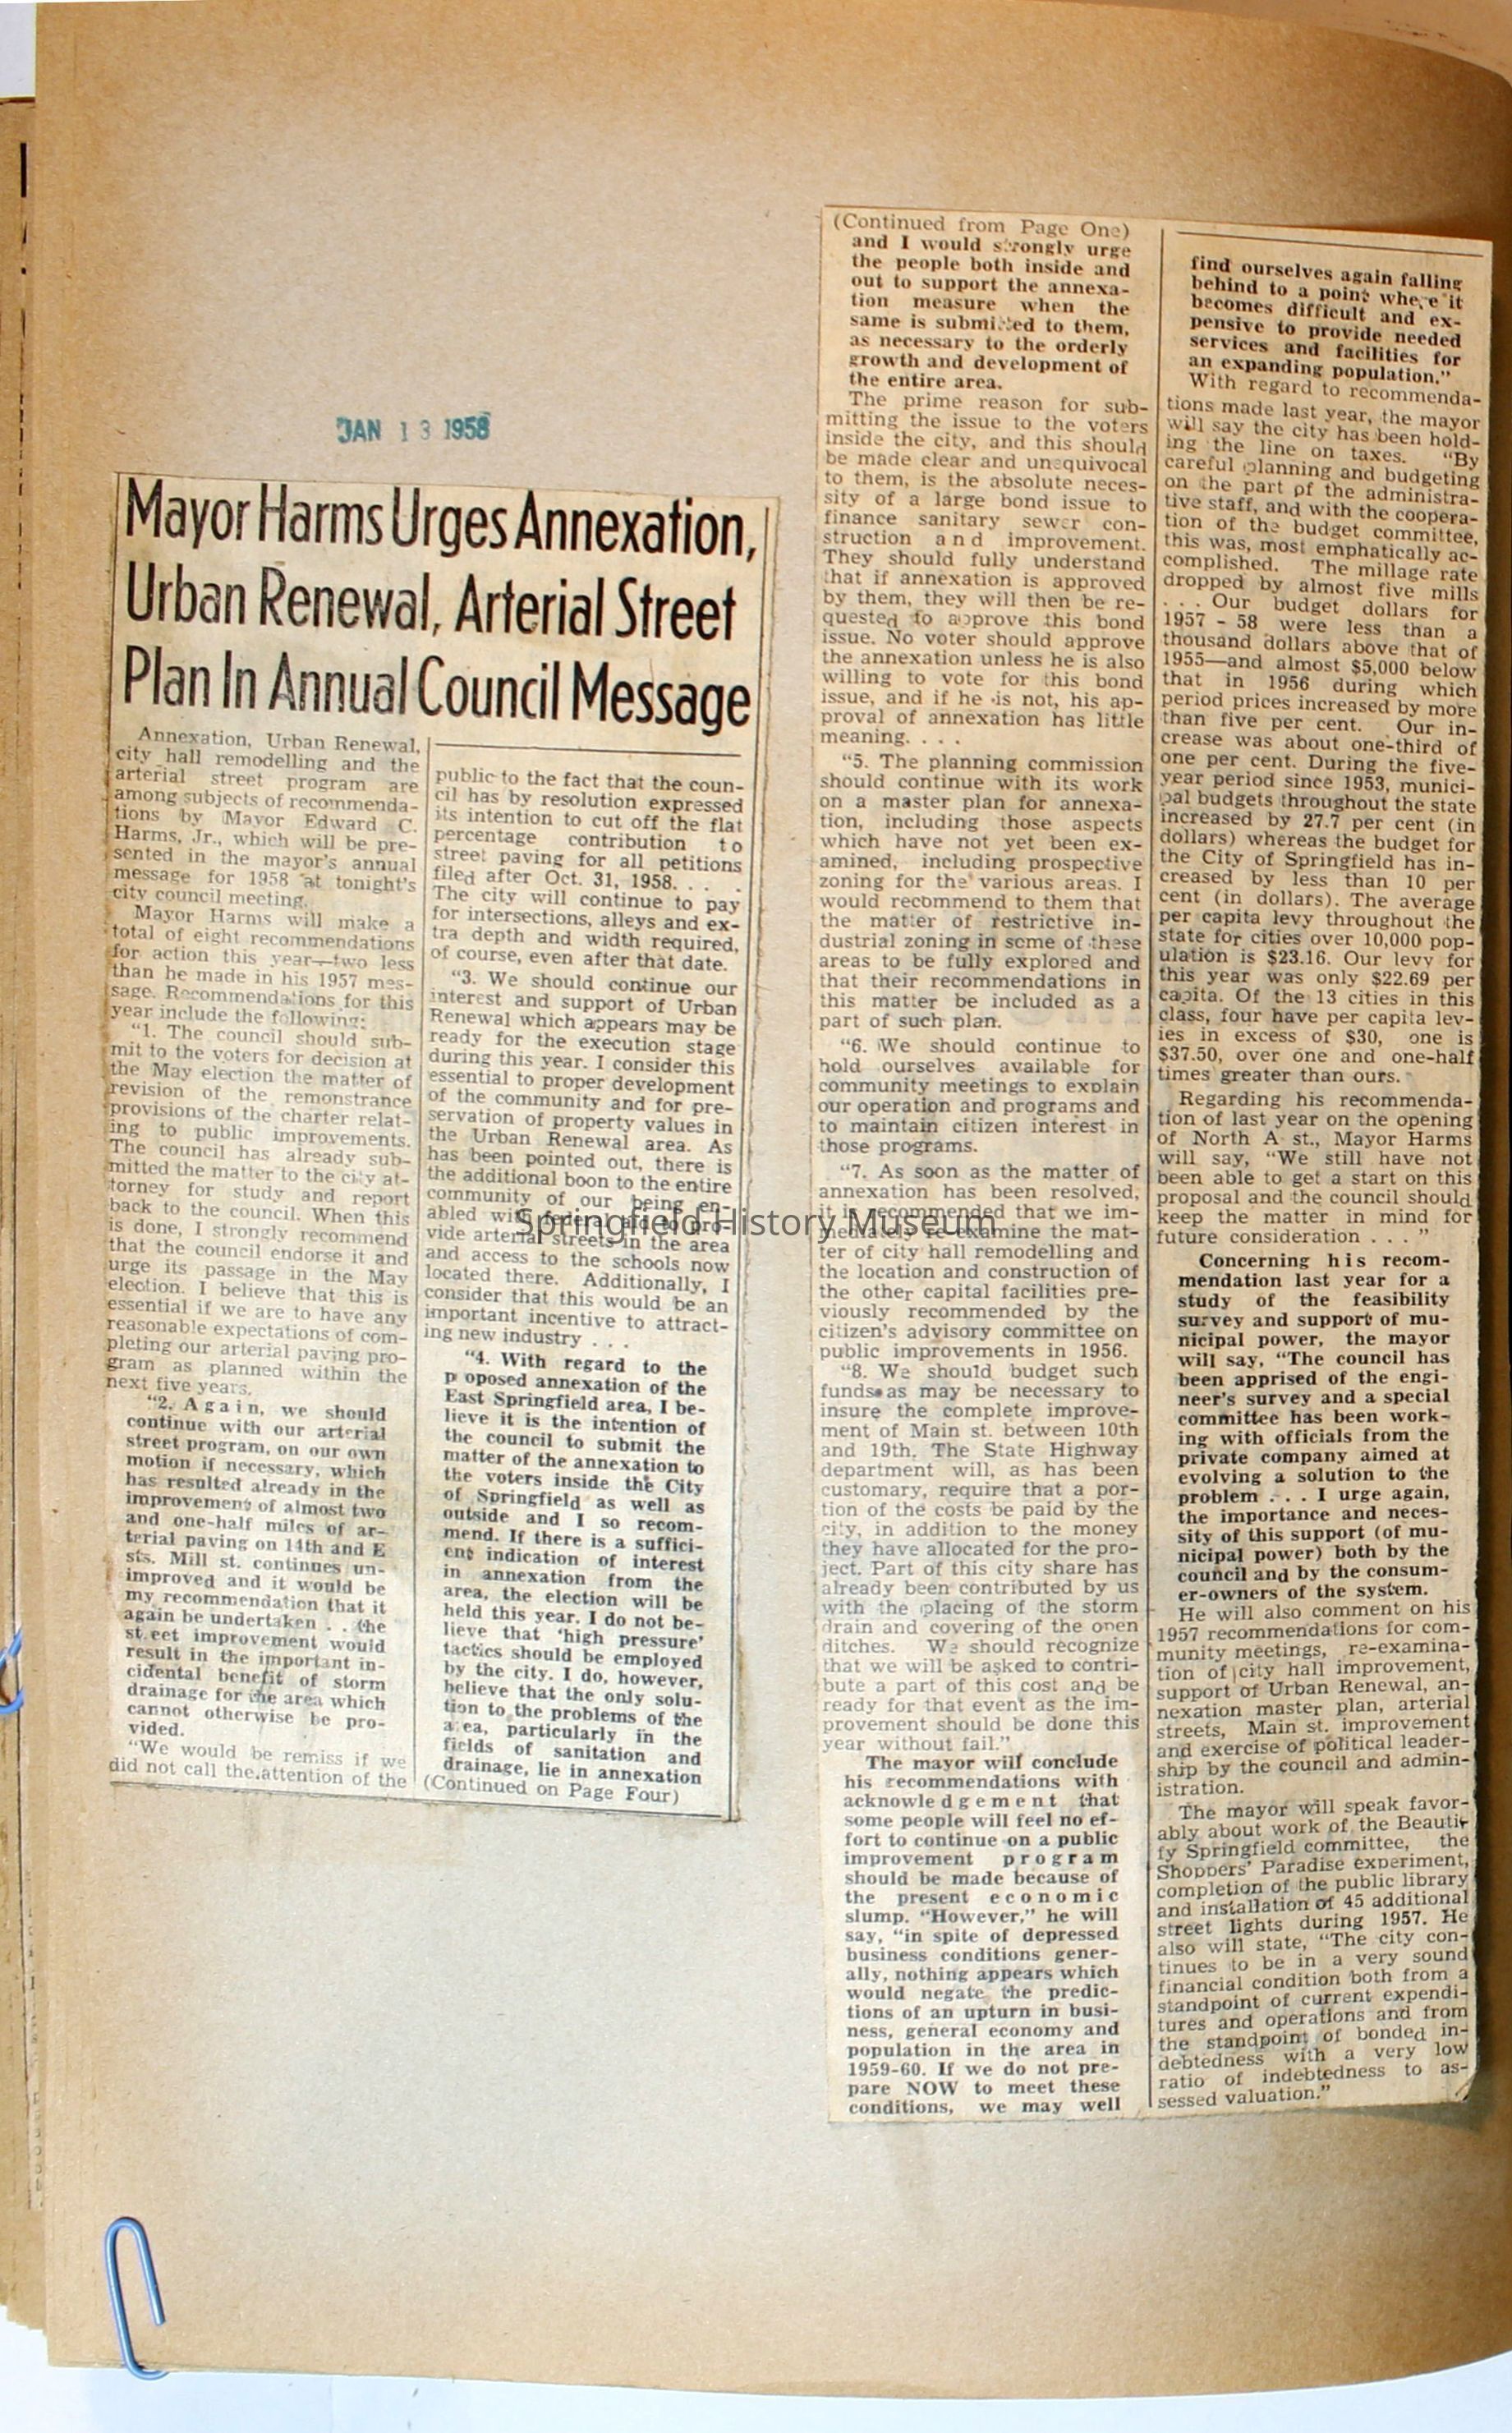 JAN 13 1958
Mayor Harms Urges Annexation,
Urban Renewal, Arterial Street
Plan In Annual Council Message
Annexation, Urban Renewal,
city hall remodelling and the
arterial street program are
among subjects of recommenda-
tions by Mayor Edward C.
Harms, Jr., which will be pre-
sented in the mayor's annual
message for 1958 at tonight's
city council meeting.
Mayor Harms will make a
total of eight recommendations
for action this year—two less
than he made in his 1957 mes-
sage. Recommendations for this
year include the following:
"1. The council should sub-
mit to the voters for decision at
the May election the matter of
revision of the remonstrance
provisions of the charter relat-
ing to public improvements.
The council has already sub-
mitted the matter to the city at-
torney for study and report
back to the council. When this
is done, I strongly recommend
that the council endorse it and
urge its passage in the May
election. I believe that this is
essential if we are to have any
reasonable expectations of com-
pleting our arterial paving pro-
gram as planned within the
next five years.
"2. Again, we should
continue with our arterial
street program, on our own
motion if necessary, which
has resulted already in the
improvement of almost two
and one-half miles of ar-
terial paving on 14th and E
sts. Mill st. continues un-
improved and it would be
my recommendation that it
again be undertaken . . the
st eet improvement would
result in the important in-
cidental benefit of storm
drainage for the area which
cannot otherwise be pro-
vided.
"We would be remiss if we
did not call the attention of the
public to the fact that the coun-
cil has by resolution expressed
its intention to cut off the flat
percentage contribution to
street paving for all petitions
filed after Oct. 31, 1958. . . .
The city will continue to pay
for intersections, alleys and ex-
tra depth and width required,
of course, even after that date.
"3. We should continue our
interest and support of Urban
Renewal which appears may be
ready for the execution stage
during this year. I consider this
essential to proper development
of the community and for pre-
servation of property values in
the Urban Renewal area. As
has been pointed out, there is
the additional boon to the entire
community of our being en-
abled with pro-
vide arterial streets in the area
and access to the schools now
located there. Additionally, I
consider that this would be an
important incentive to attract-
ing new industry . . .
"4. With regard to the
p oposed annexation of the
East Springfield area, I be-
lieve it is the intention of
the council to submit the
matter of the annexation to
the voters inside the City
of Springfield as well as
outside and I so recom-
mend. If there is a suffici-
ent indication of interest
in annexation from the
area, the election will be
held this year. I do not be-
lieve that 'high pressure'
tactics should be employed
by the city. I do, however,
believe that the only solu-
tion to the problems of the
a ea, particularly in the
fields of sanitation and
drainage, lie in annexation
(Continued on Page Four)
(Continued from Page One)
and I would strongly urge
the people both inside and
out to support the annexa-
tion measure when the
same is submitted to them,
as necessary to the orderly
growth and development of
the entire area.
The prime reason for sub-
mitting the issue to the voters
inside the city, and this should
be made clear and unequivocal
to them, is the absolute neces-
sity of a large bond issue to
finance sanitary sewer con-
struction and improvement.
They should fully understand
that if annexation is approved
by them, they will then be re-
quested to approve this bond
issue. No voter should approve
the annexation unless he is also
willing to vote for this bond
issue, and if he is not, his ap-
proval of annexation has little
meaning. . . .
"5. The planning commission
should continue with its work
on a master plan for annexa-
tion, including those aspects
which have not yet been ex-
amined, including prospective
zoning for the various areas. I
would recommend to them that
the matter of restrictive in-
dustrial zoning in some of these
areas to be fully explored and
that their recommendations in
this matter be included as a
part of such plan.
"6. We should continue to
hold ourselves available for
community meetings to explain
our operation and programs and
to maintain citizen interest in
those programs.
"7. As soon as the matter of
annexation has been resolved,
it is recommended that we im-
mediately re-examine the mat-
ter of city hall remodelling and
the location and construction of
the other capital facilities pre-
viously recommended by the
citizen's advisory committee on
public improvements in 1956.
"8. We should budget such
funds as may be necessary to
insure the complete improve-
ment of Main st. between 10th
and 19th. The State Highway
department will, as has been
customary, require that a por-
tion of the costs be paid by the
city, in addition to the money
they have allocated for the pro-
ject. Part of this city share has
already been contributed by us
with the placing of the storm
drain and covering of the open
ditches. We should recognize
that we will be asked to contri-
bute a part of this cost and be
ready for that event as the im-
provement should be done this
year without fail."
The mayor will conclude
his recommendations with
acknowledgement that
some people will feel no ef-
fort to continue on a public
improvement program
should be made because of
the present economic
slump. "However," he will
say, "in spite of depressed
business conditions gener-
ally, nothing appears which
would negate the predic-
tions of an upturn in busi-
ness, general economy and
population in the area in
1959-60. If we do not pre-
pare NOW to meet these
conditions, we may well
find ourselves again falling
behind to a point where it
becomes difficult and ex-
pensive to provide needed
services and facilities for
an expanding population."
With regard to recommenda-
tions made last year, the mayor
will say the city has been hold-
ing the line on taxes. "By
careful planning and budgeting
on the part of the administra-
tive staff, and with the coopera-
tion of the budget committee,
this was, most emphatically ac-
complished. The millage rate
dropped by almost five mills
. . . Our budget dollars for
1957 - 58 were less than a
thousand dollars above that of
1955—and almost $5,000 below
that in 1956 during which
period prices increased by more
than five per cent. Our in-
crease was about one-third of
one per cent. During the five-
year period since 1953, munici-
pal budgets throughout the state
increased by 27.7 per cent (in
dollars) whereas the budget for
the City of Springfield has in-
creased by less than 10 per
cent (in dollars). The average
per capita levy throughout the
state for cities over 10,000 pop-
ulation is $23.16. Our levy for
this year was only $22.69 per
capita. Of the 13 cities in this
class, four have per capita lev-
ies in excess of $30, one is
$37.50, over one and one-half
times greater than ours.
Regarding his recommenda-
tion of last year on the opening
of North A st., Mayor Harms
will say, "We still have not
been able to get a start on this
proposal and the council should
keep the matter in mind for
future consideration . . . "
Concerning his recom-
mendation last year for a
study of the feasibility
survey and support of mu-
nicipal power, the mayor
will say, "The council has
been apprised of the engi-
neer's survey and a special
committee has been work-
ing with officials from the
private company aimed at
evolving a solution to the
problem . . . I urge again,
the importance and neces-
sity of this support (of mu-
nicipal power) both by the
council and by the consum-
er-owners of the system.
He will also comment on his
1957 recommendations for com-
munity meetings, re-examina-
tion of city hall improvement,
support of Urban Renewal, an-
nexation master plan, arterial
streets, Main st. improvement
and exercise of political leader-
ship by the council and admin-
istration.
The mayor will speak favor-
ably about work of the Beauti-
fy Springfield committee, the
Shoppers' Paradise experiment,
completion of the public library
and installation of 45 additional
street lights during 1957. He
also will state, "The city con-
tinues to be in a very sound
financial condition both from a
standpoint of current expendi-
tures and operations and from
the standpoint of bonded in-
debtedness with a very low
ratio of indebtedness to as-
sessed valuation."
Springfield History Museum